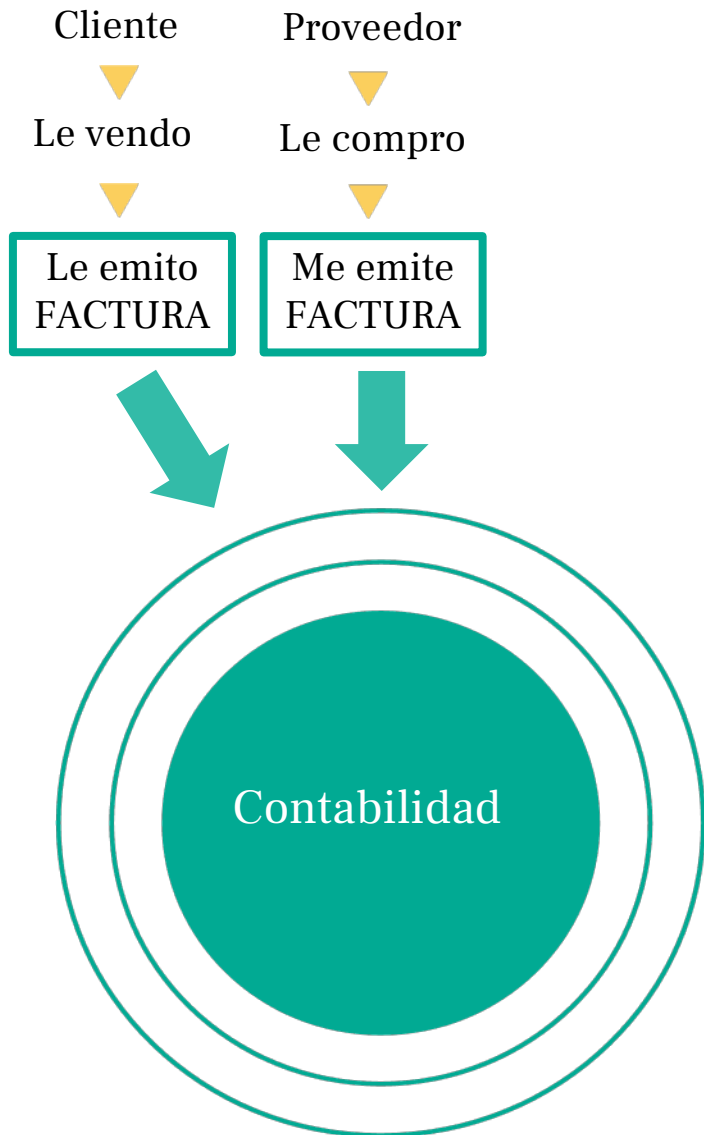 Cliente
Le vendo
Le emito
FACTURA
Proveedor
Le compro
Me emite
FACTURA
Contabilidad